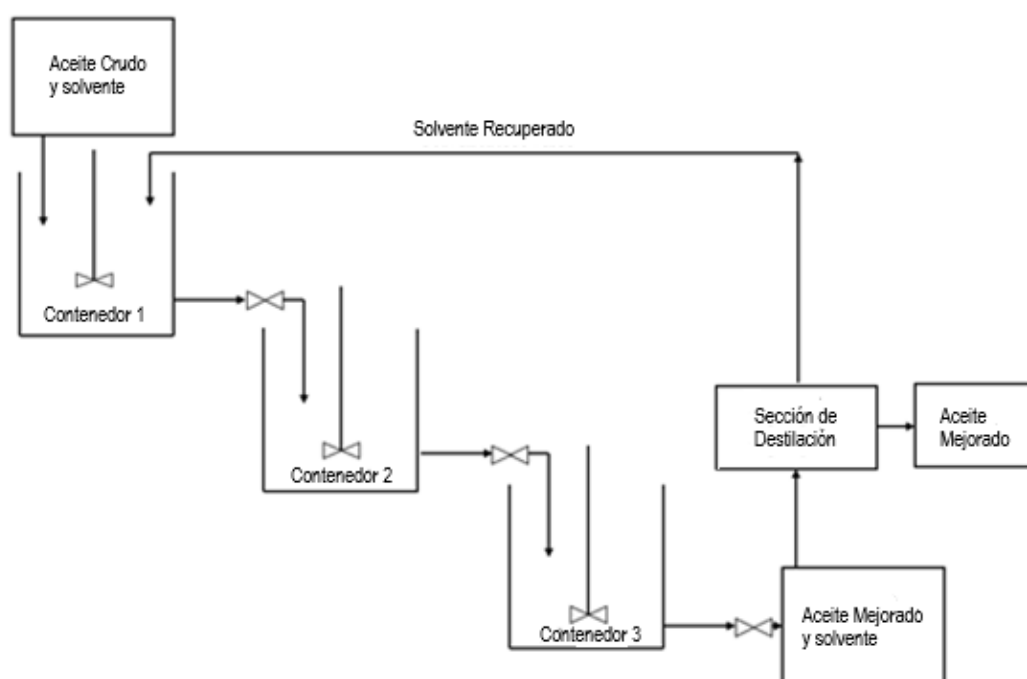 Aceite Crudo
y solvente
Solvente Recuperado
Contenedor 1
Contenedor 2
Sección de
Destilación
Aceite
Mejorado
Contenedor 3
Aceite Mejorado
y solvente